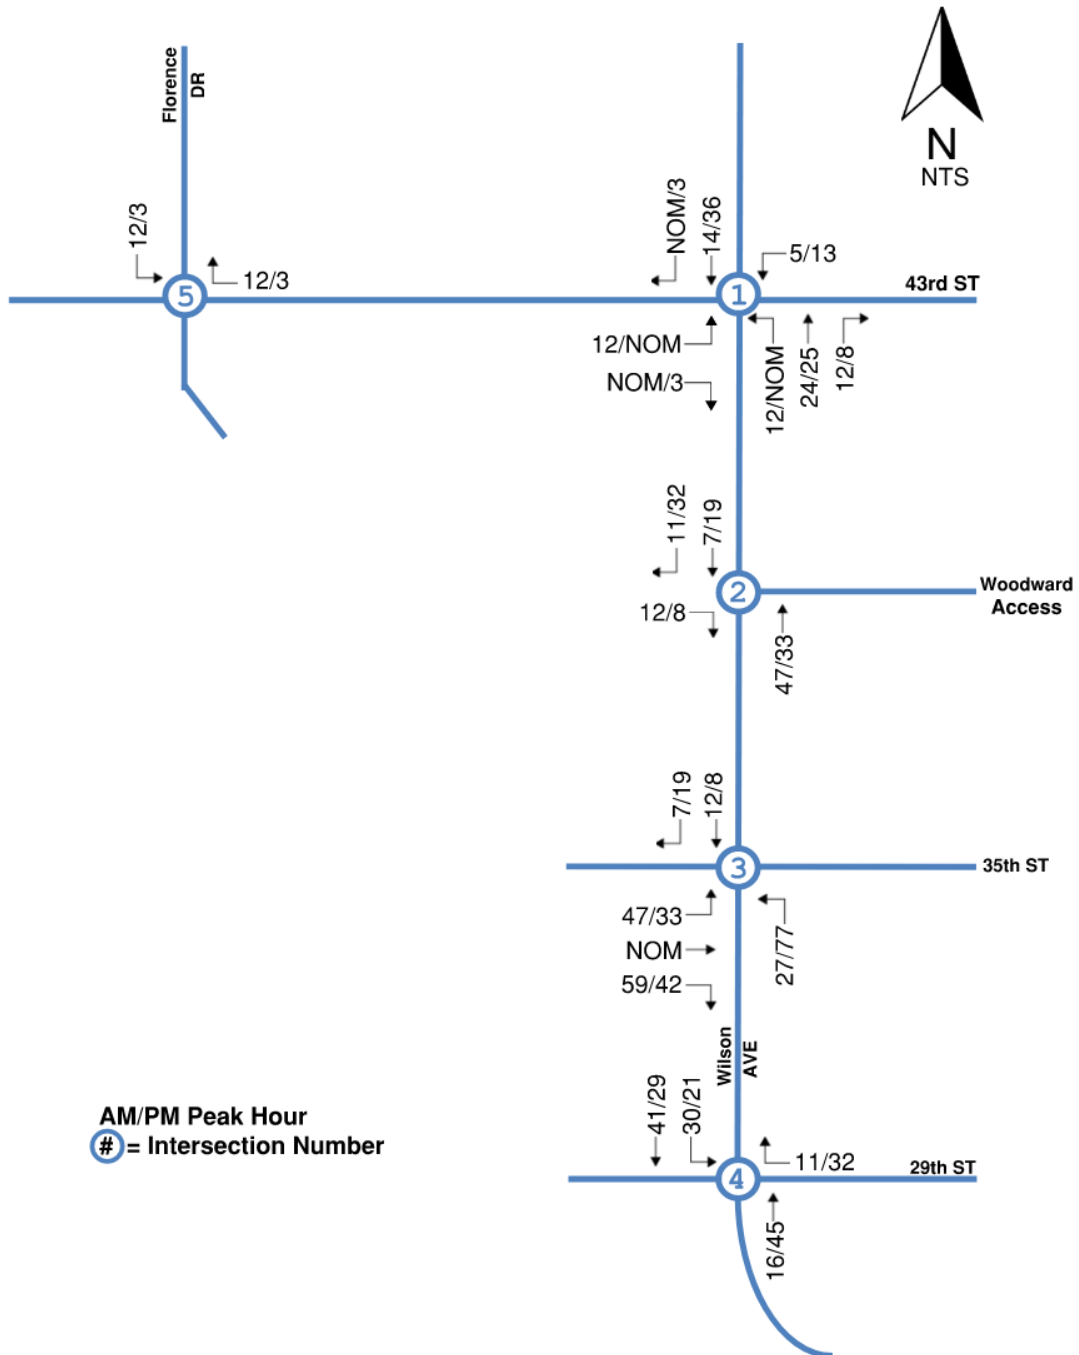 Florence
DR
N
NTS
12/3
12/3
5
NOM/3
14/36
5/13
43rd ST
1
12/NOM
NOM/3
12/NOM
24/25
12/8
11/32
7/19
2
Woodward
Access
12/8
47/33
7/19
12/8
3
35th ST
47/33
NOM
59/42
27/77
Wilson
AVE
41/29
30/21
4
11/32
29th ST
16/45
AM/PM Peak Hour
# = Intersection Number